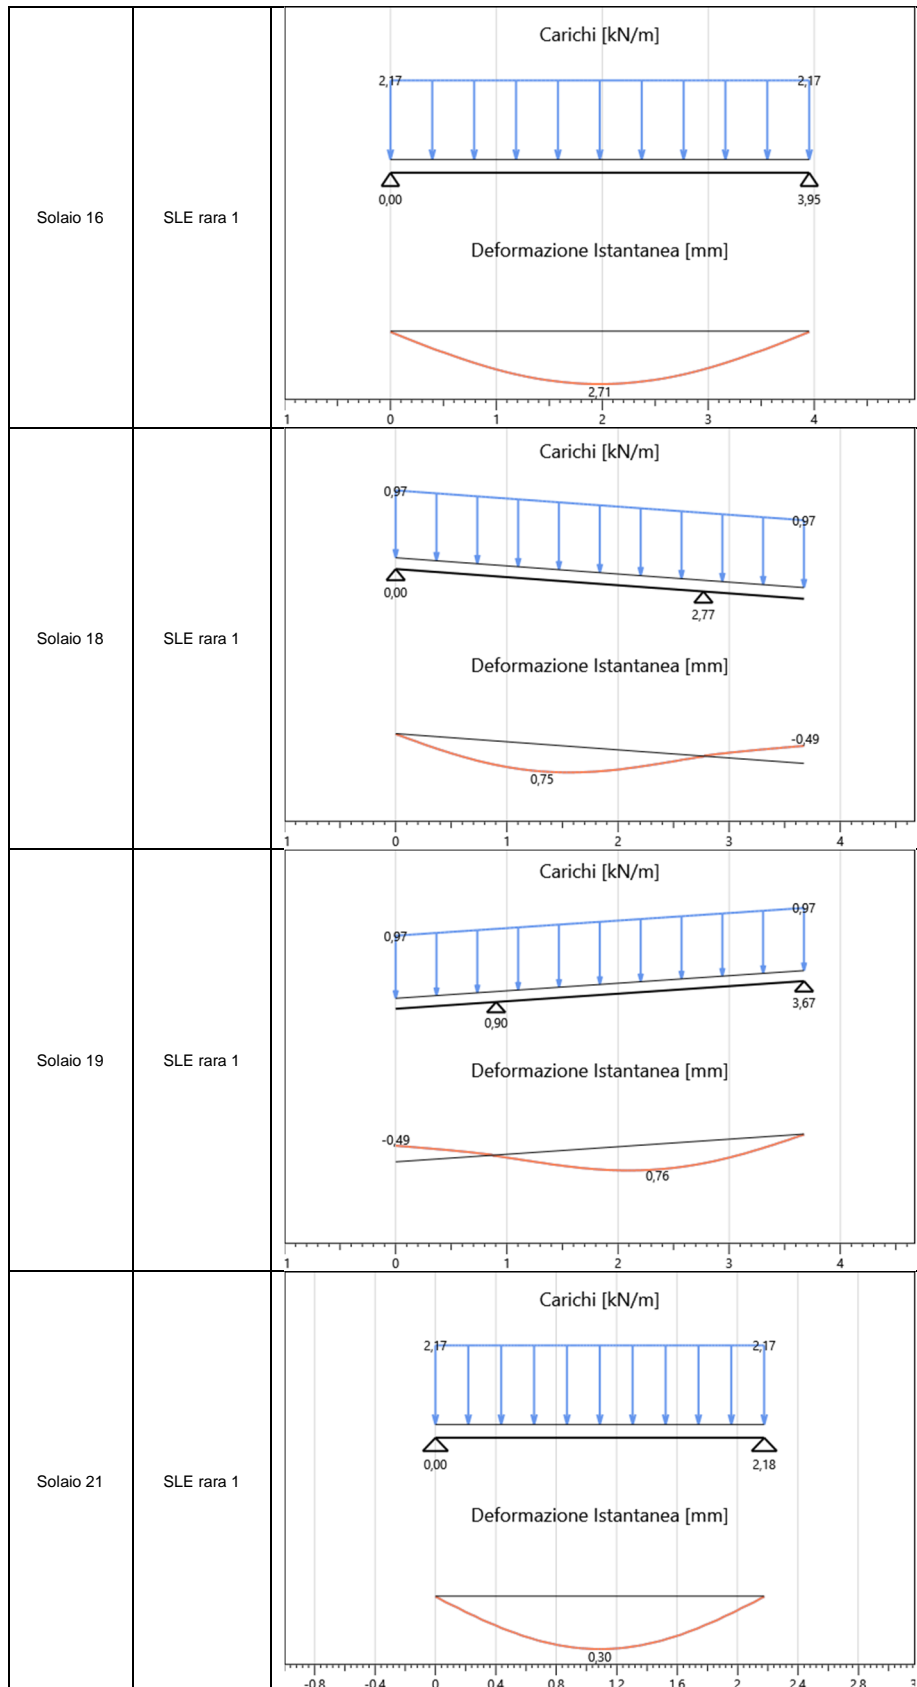 Carichi [kN/m]
2,17 2,17
0,00 3,95
Solaio 16 SLE rara 1
Deformazione Istantanea [mm]
2,71
1 0 1 2 3 4
Carichi [kN/m]
0,97
0,97
0,00
2,77
Solaio 18 SLE rara 1
Deformazione Istantanea [mm]
-0,49
0,75
1 0 1 2 3 4
Carichi [kN/m]
0,97
0,97
3,67
0,90
Solaio 19 SLE rara 1
Deformazione Istantanea [mm]
-0,49
0,76
1 0 1 2 3 4
Carichi [kN/m]
2,17 2,17
0,00 2,18
Solaio 21 SLE rara 1
Deformazione Istantanea [mm]
0,30
-0.8 -0.4 0 0.4 0.8 1.2 1.6 2 2.4 2.8